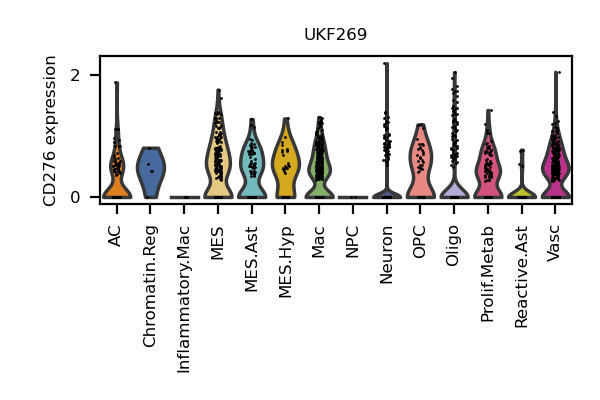 UKF269
CD276 expression
2
0
AC
Chromatin.Reg
Inflammatory.Mac
MES
MES.Ast
MES.Hyp
Mac
NPC
Neuron
OPC
Oligo
Prolif.Metab
Reactive.Ast
Vasc